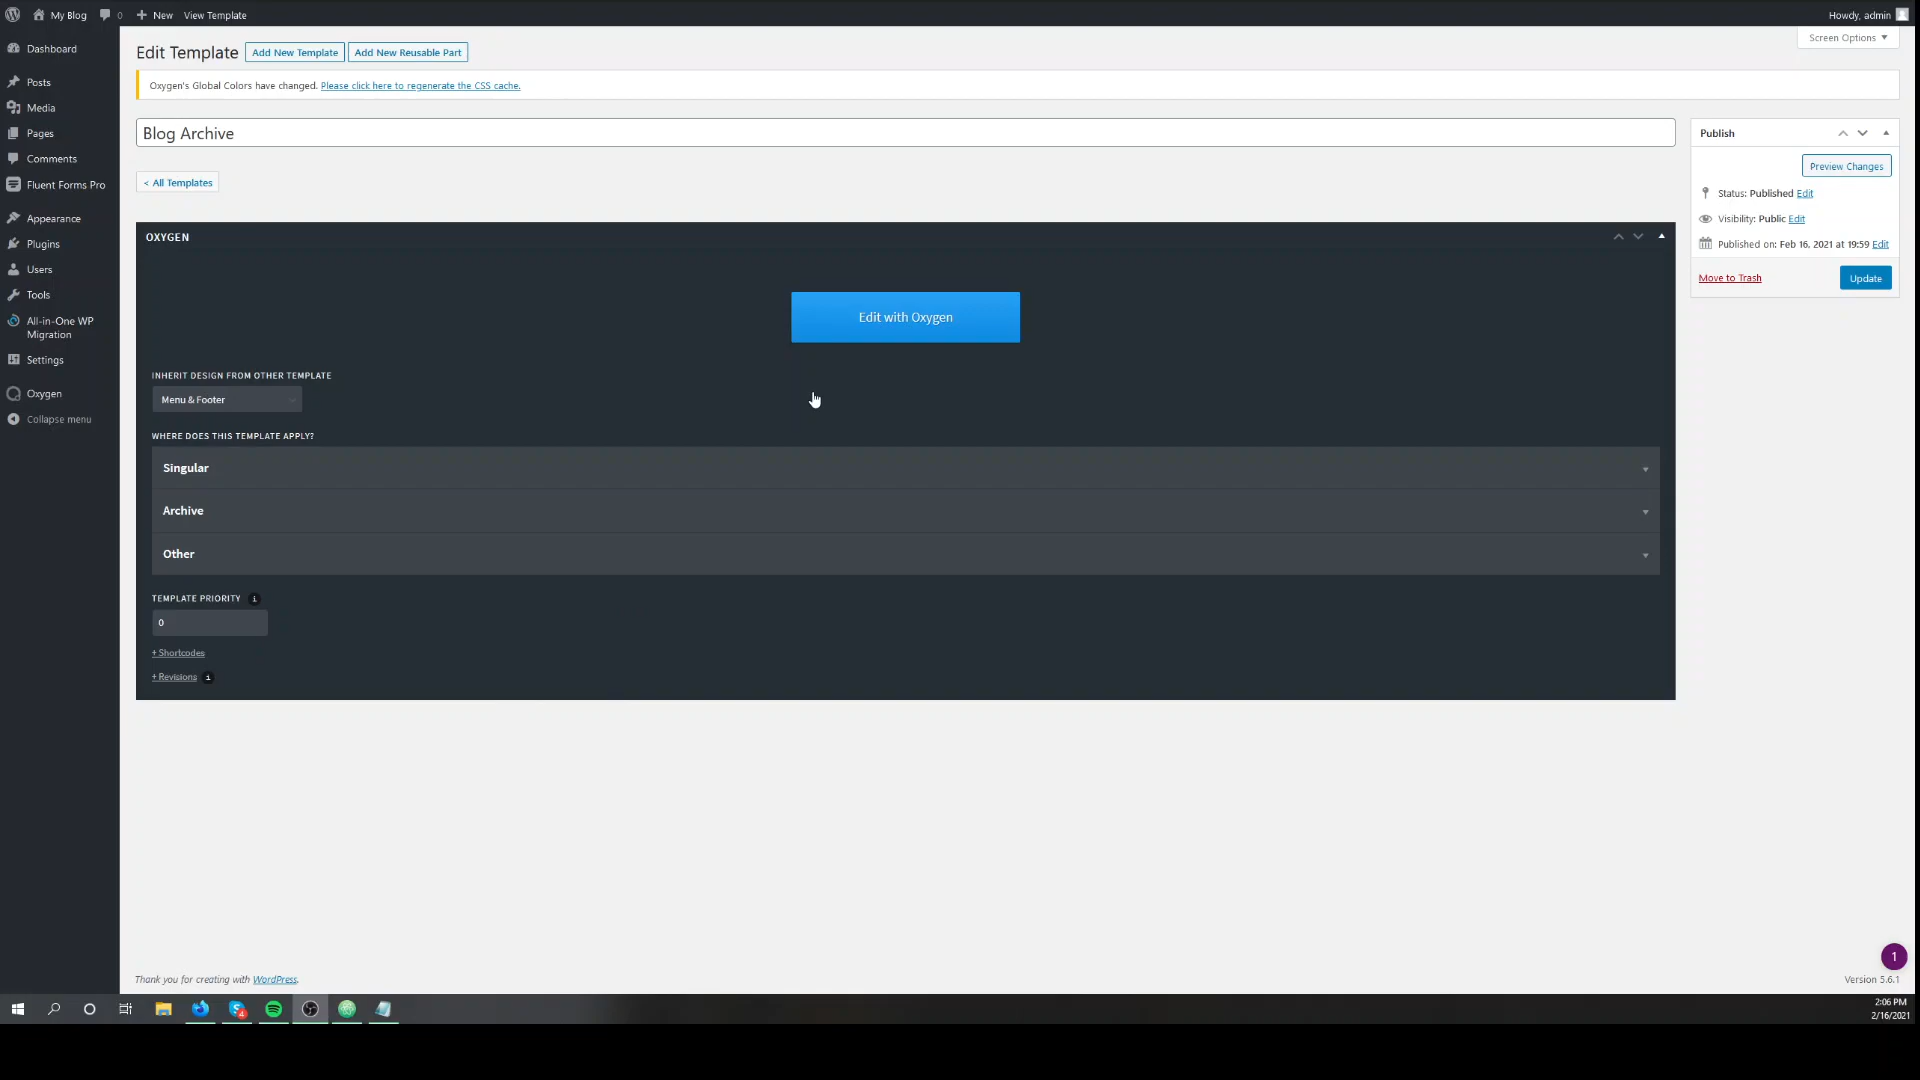 My Blog 0 New View Template Howdy, admin
Dashboard
Posts
Media
Pages
Comments
Fluent Forms Pro
Appearance
Plugins
Users
Tools
All-in-One WP
Migration
Settings
Oxygen
Collapse menu
Screen Options
Edit Template Add New Template Add New Reusable Part
Oxygen's Global Colors have changed. Please click here to regenerate the CSS cache.
Blog Archive
< All Templates
OXYGEN
Edit with Oxygen
INHERIT DESIGN FROM OTHER TEMPLATE
Menu & Footer
WHERE DOES THIS TEMPLATE APPLY?
Singular
Archive
Other
TEMPLATE PRIORITY i
0
+ Shortcodes
+ Revisions i
Publish
Preview Changes
Status: Published Edit
Visibility: Public Edit
Published on: Feb 16, 2021 at 19:59 Edit
Move to Trash Update
1
Thank you for creating with WordPress. Version 5.6.1
4
2:06 PM
2/16/2021